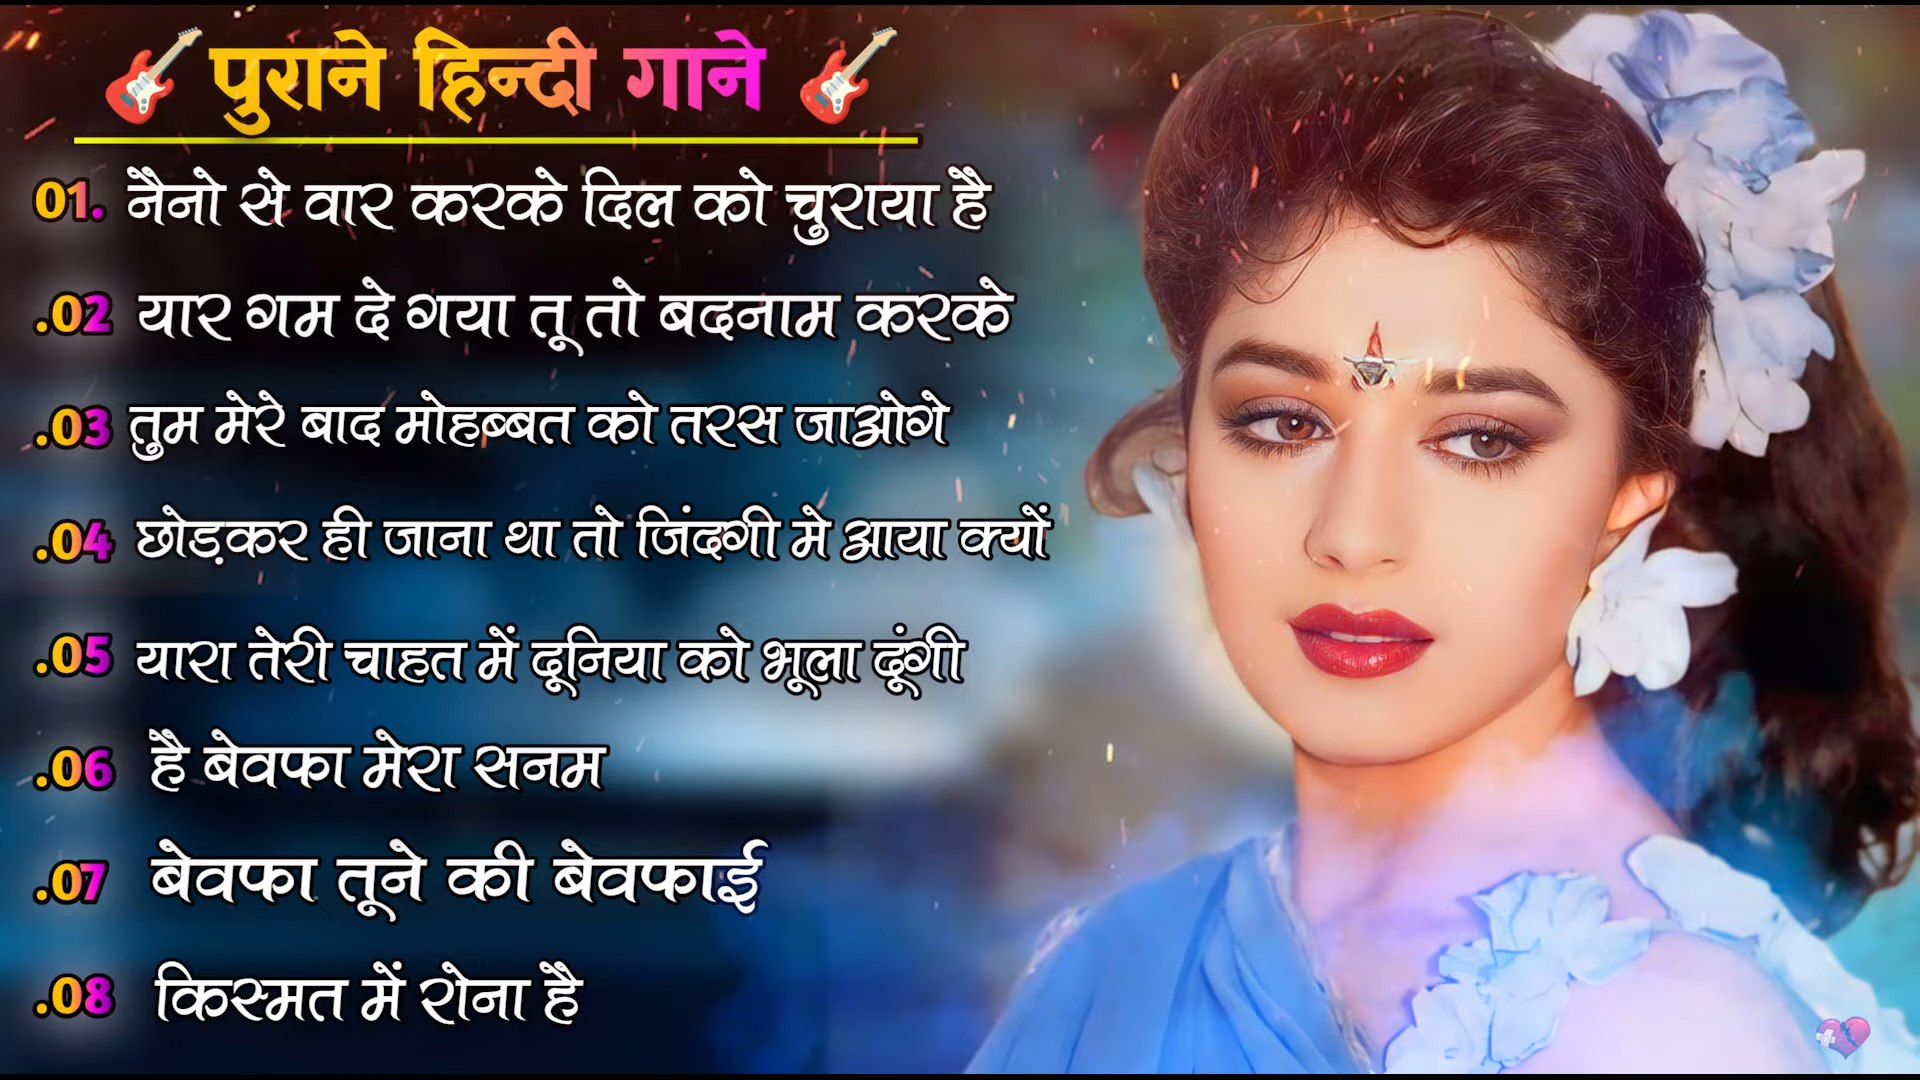 पुराने हिन्दी गाने
01. नैनो से वार करके दिल को चुराया है
.02 यार गम दे गया तू तो बदनाम करके
.03 तुम मेरे बाद मोहब्बत को तरस जाओगे
.04 छोड़कर ही जाना था तो जिंदगी मे आया क्यों
.05 यारा तेरी चाहत में दूनिया को भूला दूंगी
.06 है बेवफा मेरा सनम
.07 बेवफा तूने की बेवफाई
.08 किस्मत में रोना है